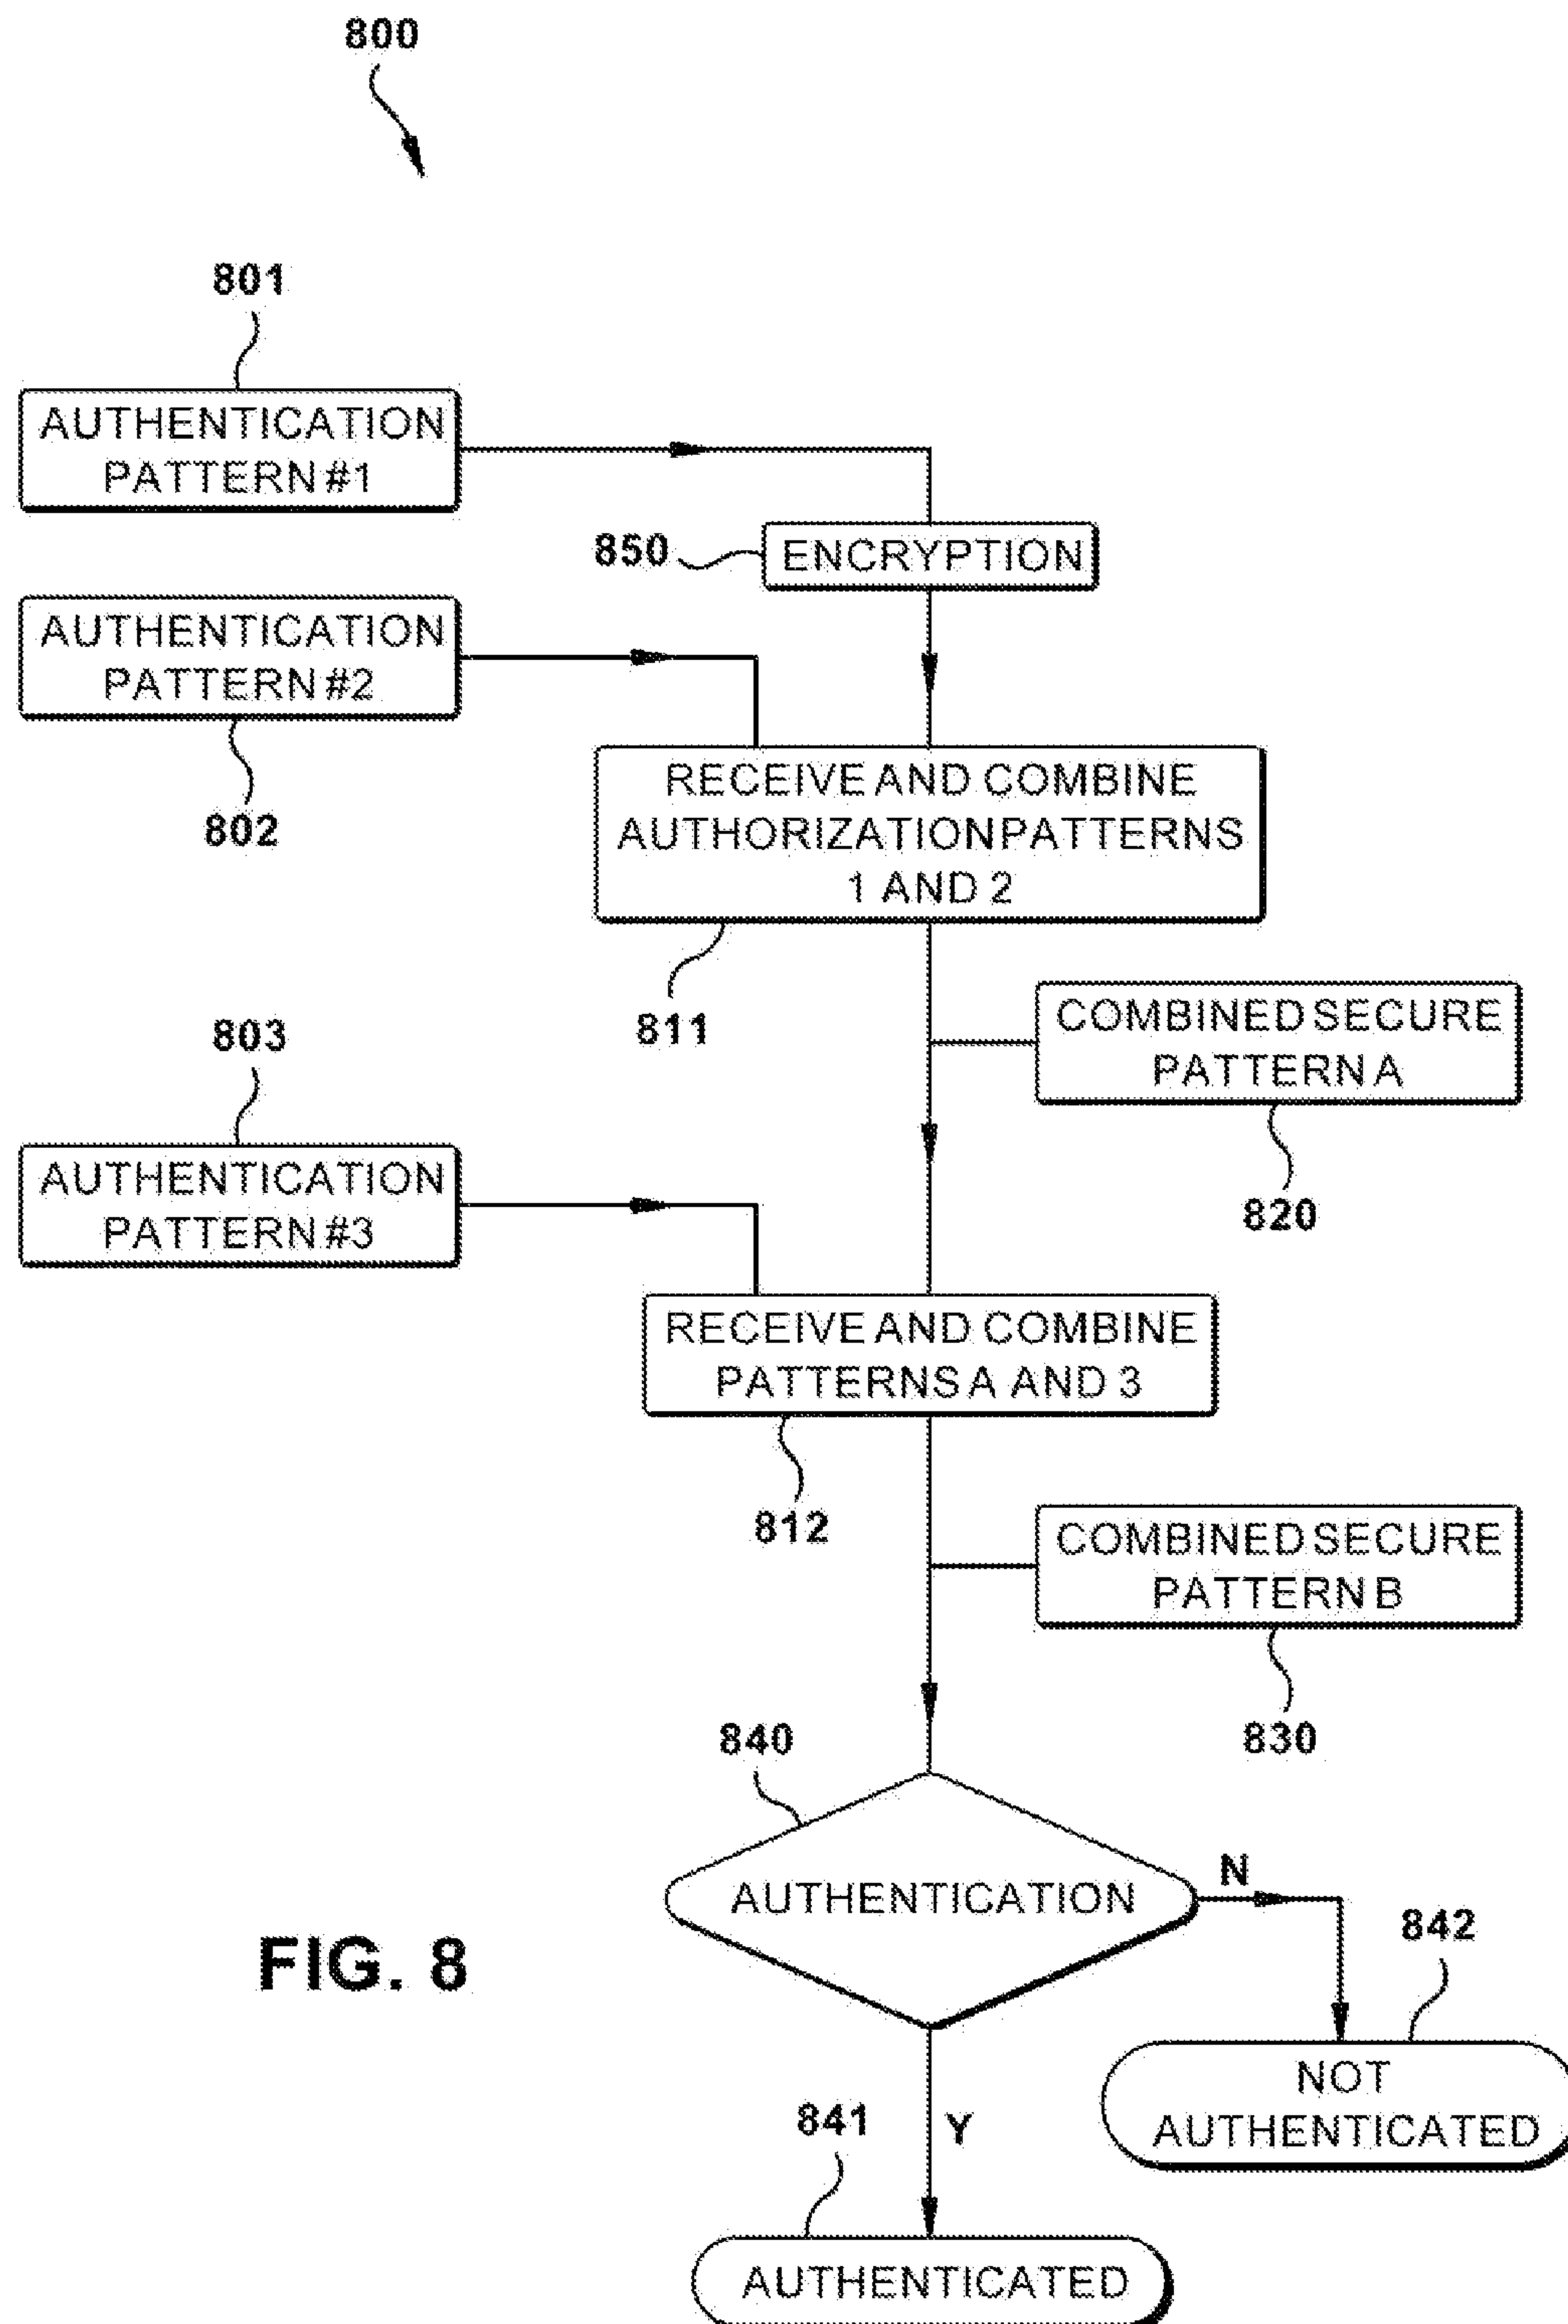 800
801
AUTHENTICATION
PATTERN #1
850
ENCRYPTION
AUTHENTICATION
PATTERN #2
802
RECEIVE AND COMBINE
AUTHORIZATION PATTERNS
1 AND 2
811
COMBINED SECURE
PATTERN A
820
803
AUTHENTICATION
PATTERN #3
RECEIVE AND COMBINE
PATTERNS A AND 3
812
COMBINED SECURE
PATTERN B
830
840
AUTHENTICATION
N
842
NOT
AUTHENTICATED
FIG. 8
841
Y
AUTHENTICATED